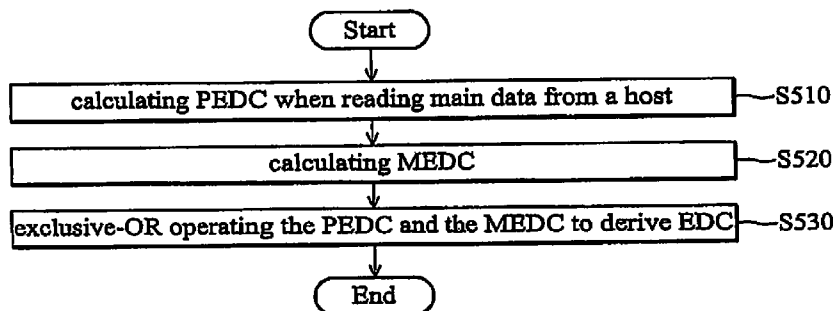 Start
calculating PEDC when reading main data from a host
S510
calculating MEDC
S520
exclusive-OR operating the PEDC and the MEDC to derive EDC
S530
End